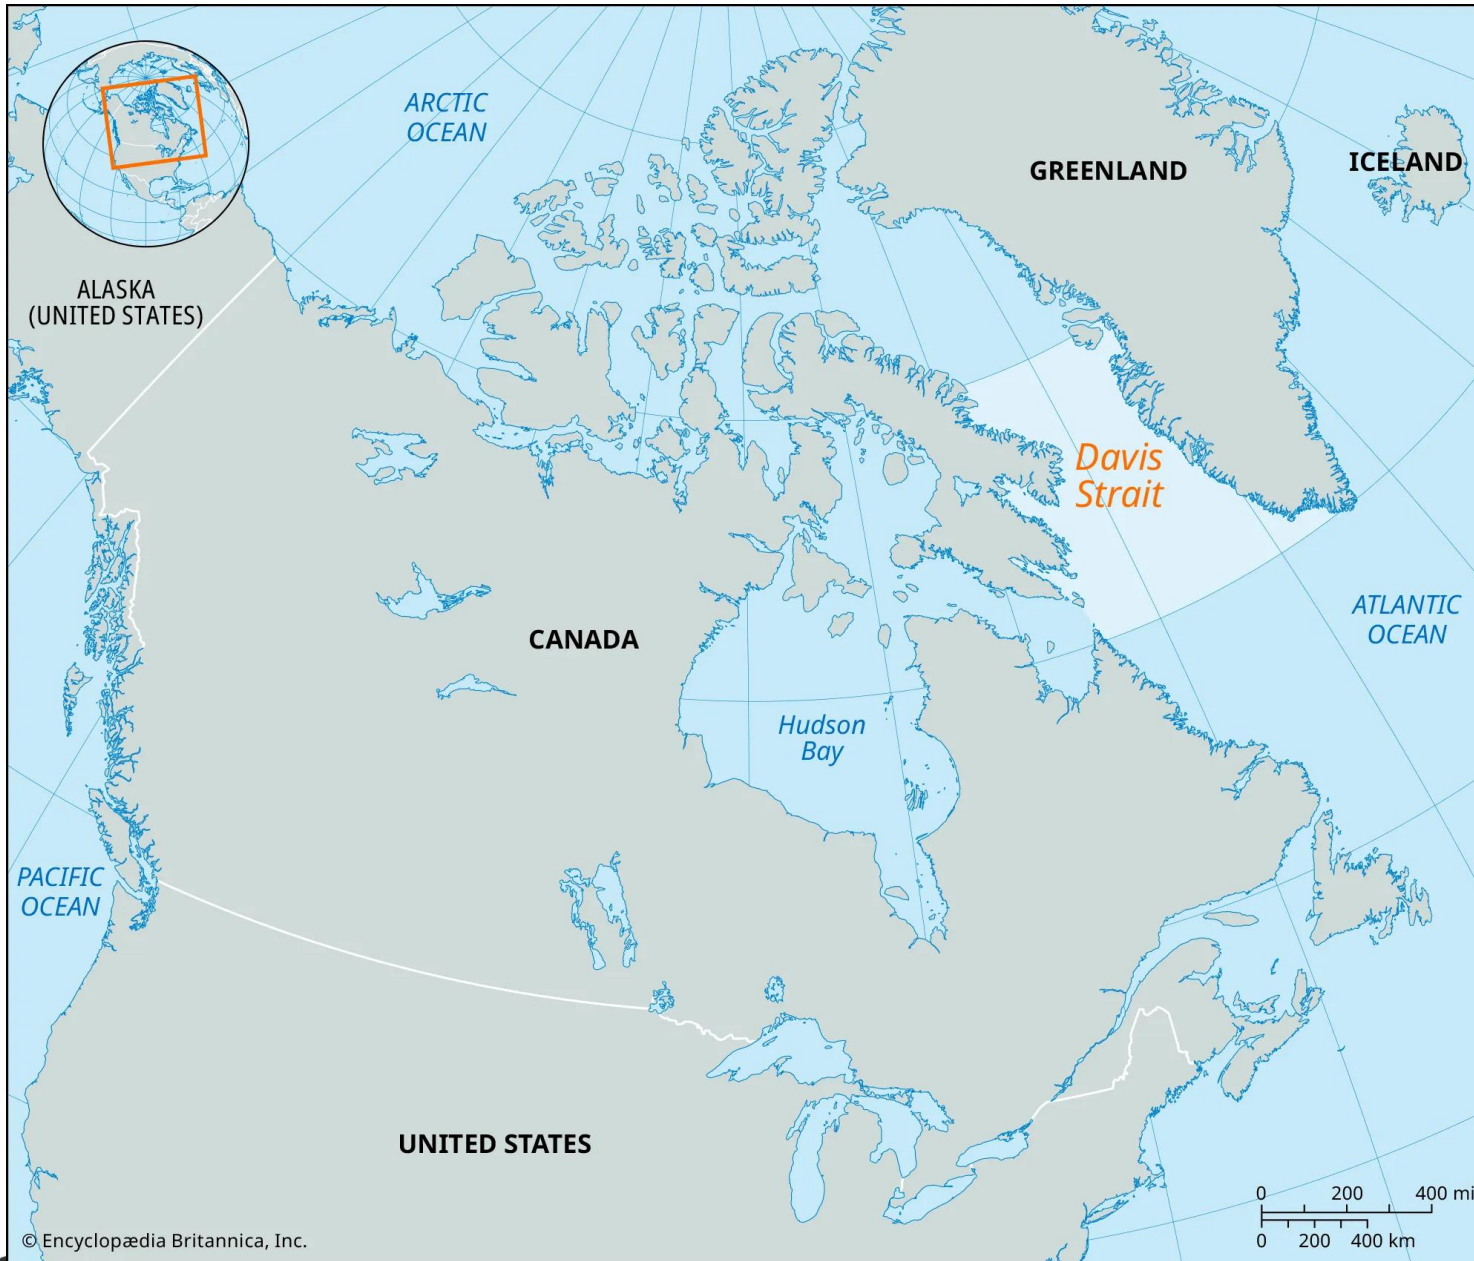 ARCTIC
OCEAN
GREENLAND
ICELAND
ALASKA
(UNITED STATES)
Davis
Strait
ATLANTIC
OCEAN
CANADA
Hudson
Bay
PACIFIC
OCEAN
UNITED STATES
0 200 400 mi
0 200 400 km
© Encyclopædia Britannica, Inc.